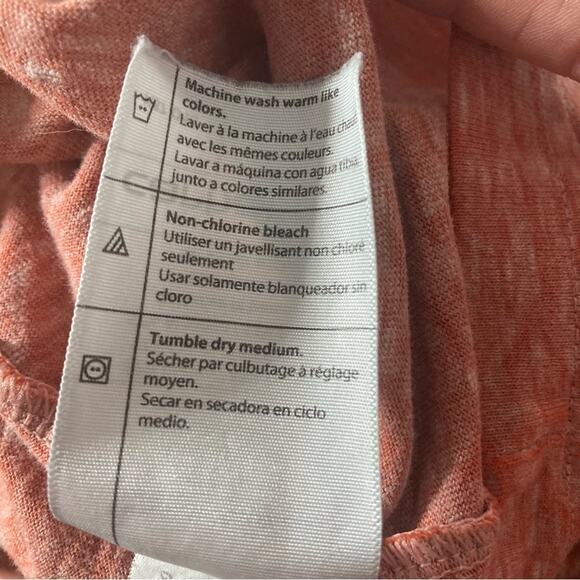 Machine wash warm like
colors.
Laver à la machine à l'eau chaude
avec les mêmes couleurs.
Lavar a máquina con agua tibia
junto a colores similares.
Non-chlorine bleach
Utiliser un javellisant non chloré
seulement
Usar solamente blanqueador sin
cloro
Tumble dry medium.
Sécher par culbutage à réglage
moyen.
Secar en secadora en ciclo
medio.